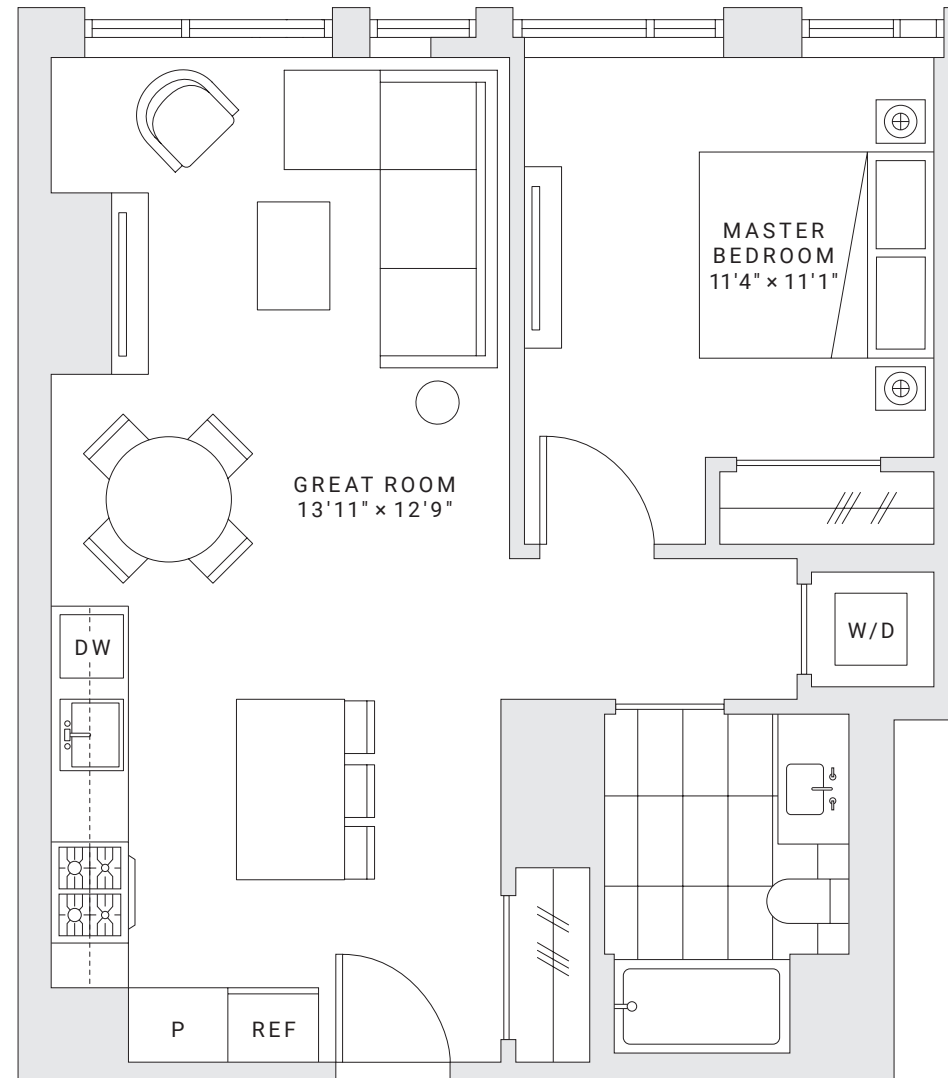 MASTER
BEDROOM
11'4" × 11'1"
GREAT ROOM
13'11" × 12'9"
W/D
DW
P
REF